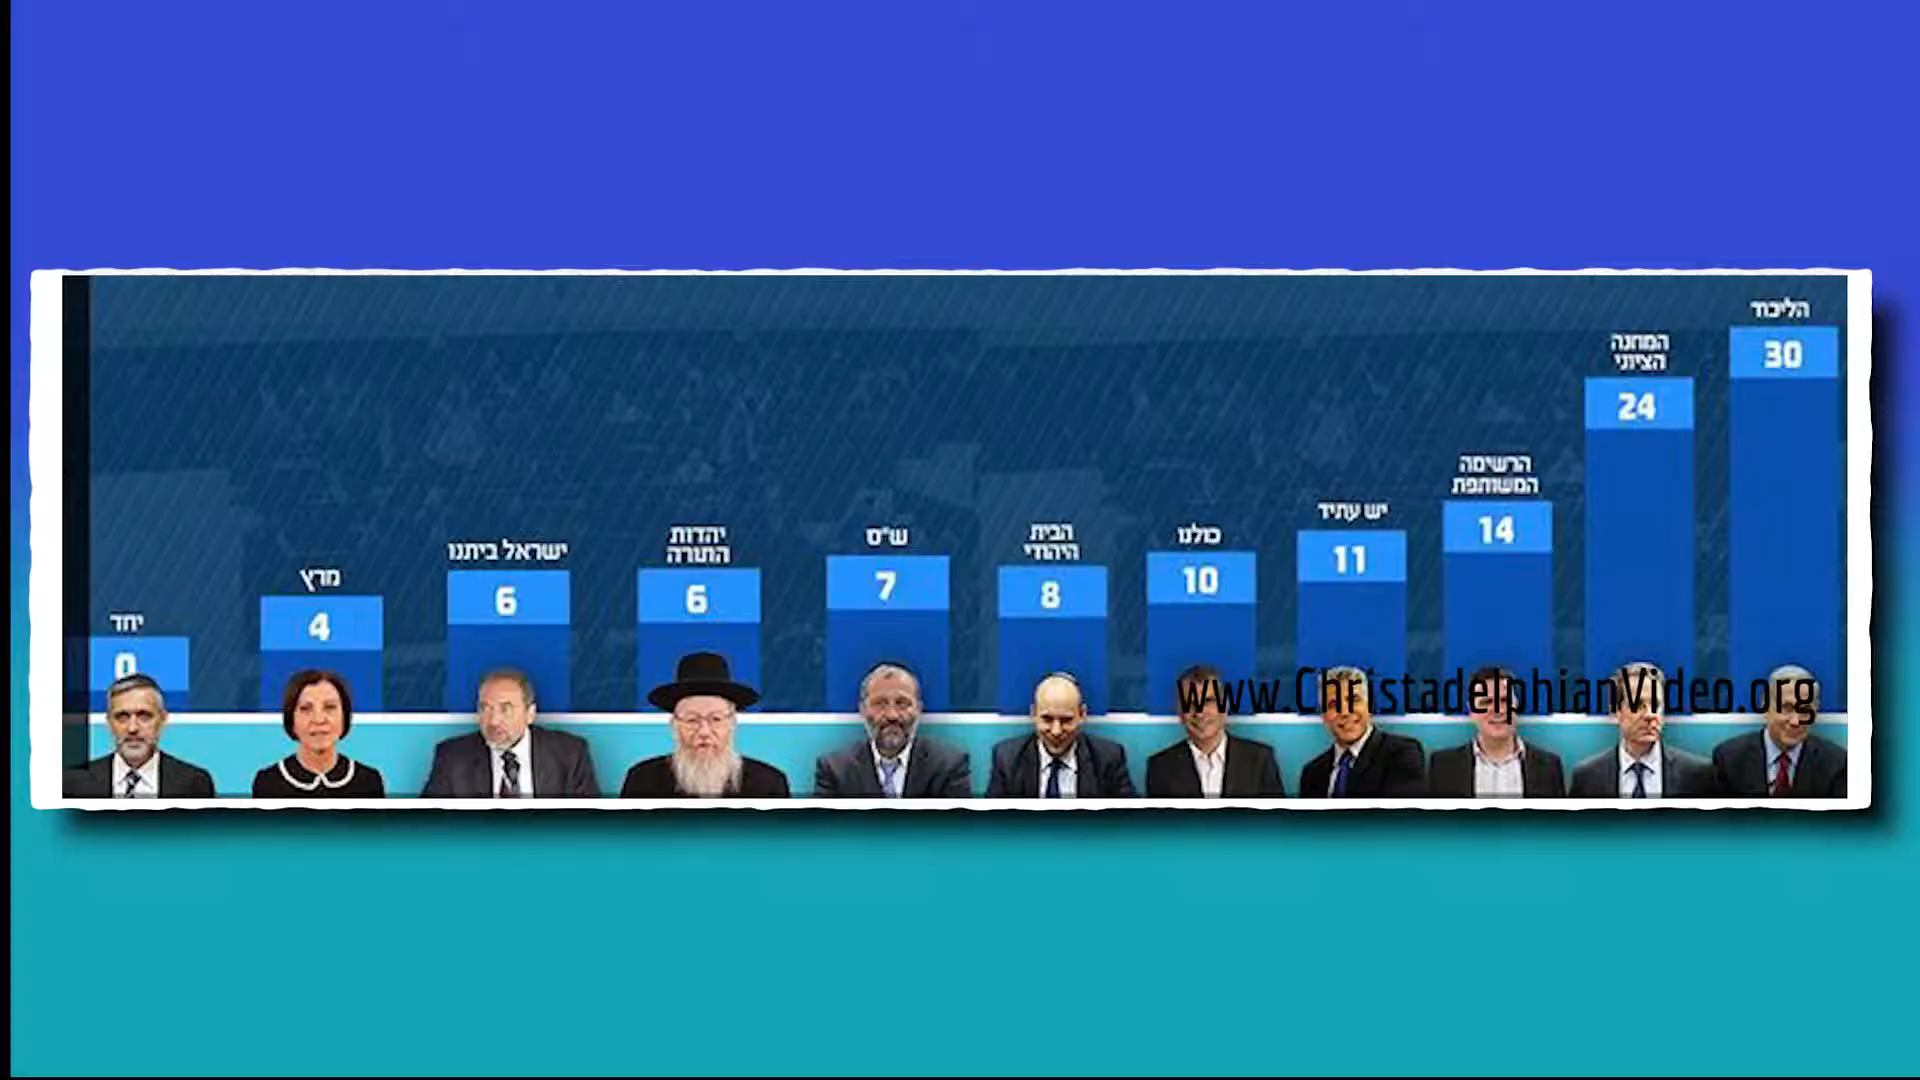 הליכוד
30
המחנה
הציוני
24
הרשימה
המשותפת
14
יש עתיד
11
כולנו
10
הבית
היהודי
8
ש"ס
7
יהדות
התורה
6
ישראל ביתנו
6
מרץ
4
יחד
0
www.ChristadelphianVideo.org